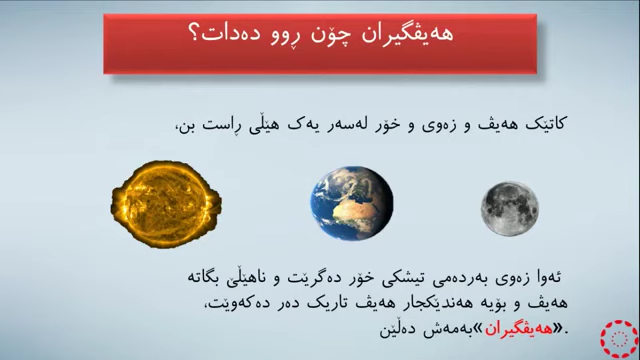 هەیڤگیران چۆن ڕوو دەدات؟
کاتێک هەیڤ و زەوی و خۆر لەسەر یەک هێڵی ڕاست بن،
ئەوا زەوی بەردەمی تیشکی خۆر دەگرێت و ناهێڵێ بگاتە
هەیڤ و بۆیە هەندێکجار هەیڤ تاریک دەر دەکەوێت،
بەمەش دەڵێن «هەیڤگیران».